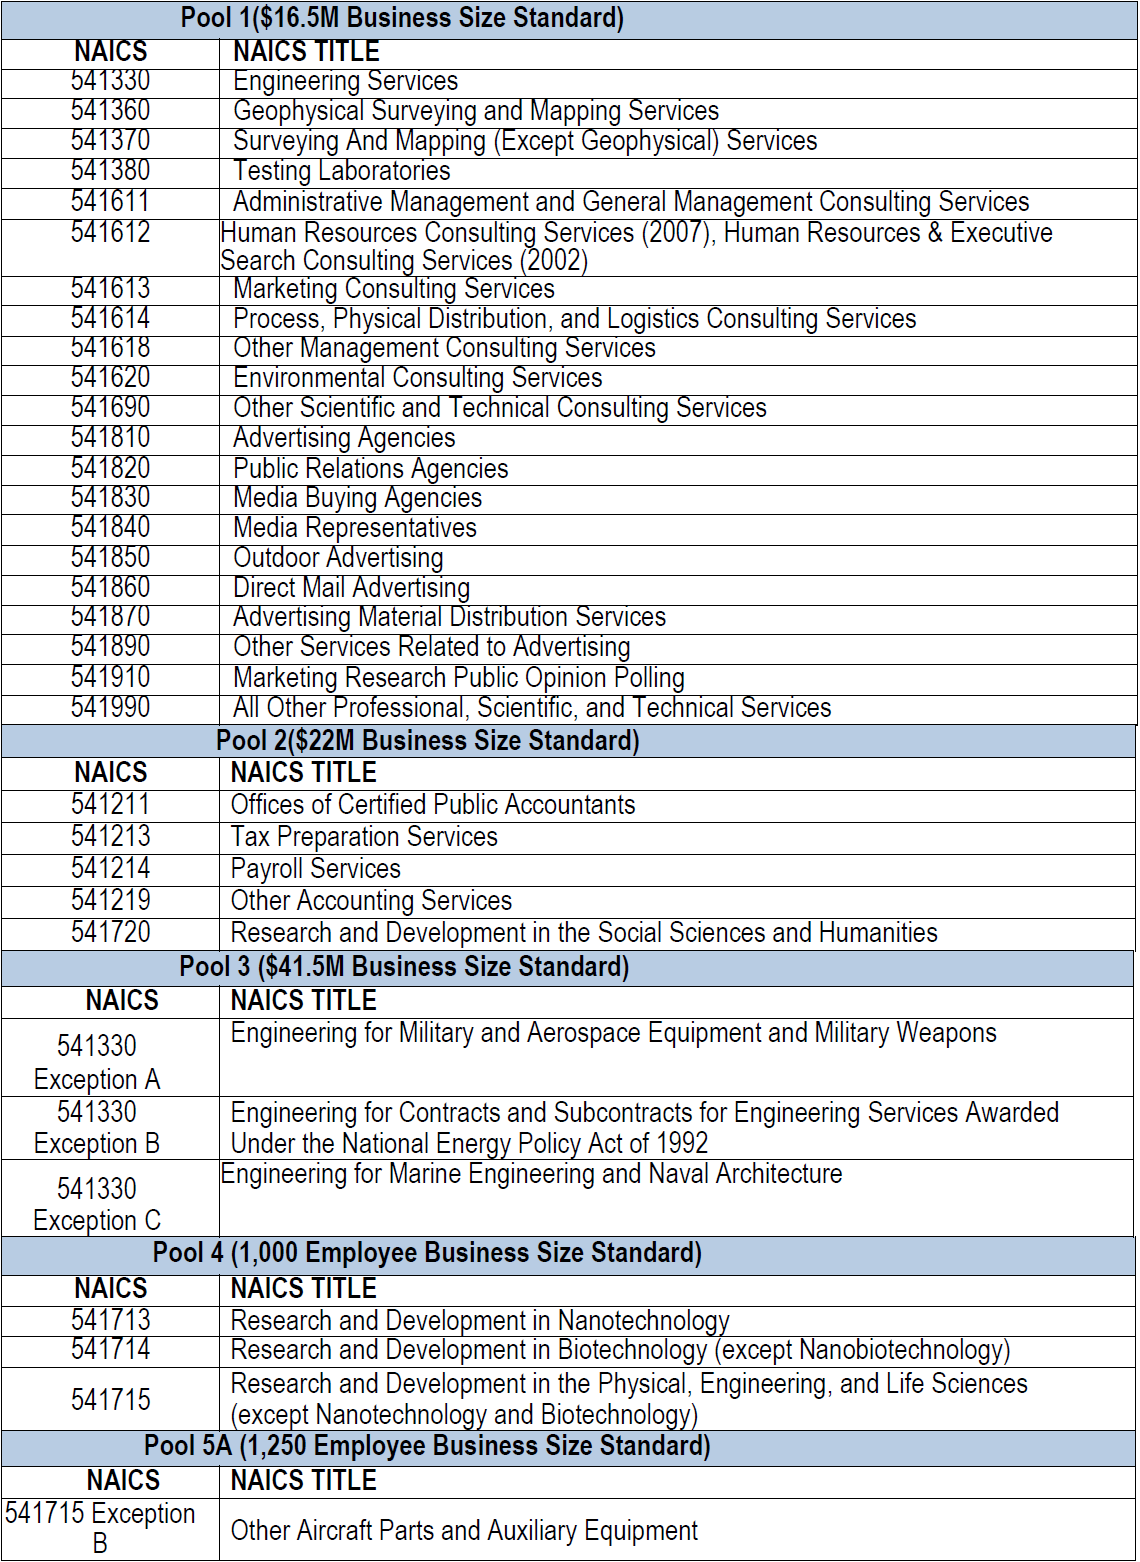 Pool 1($16.5M Business Size Standard)
NAICS NAICS TITLE
541330 Engineering Services
541360 Geophysical Surveying and Mapping Services
541370 Surveying And Mapping (Except Geophysical) Services
541380 Testing Laboratories
541611 Administrative Management and General Management Consulting Services
541612 Human Resources Consulting Services (2007), Human Resources & Executive
Search Consulting Services (2002)
541613 Marketing Consulting Services
541614 Process, Physical Distribution, and Logistics Consulting Services
541618 Other Management Consulting Services
541620 Environmental Consulting Services
541690 Other Scientific and Technical Consulting Services
541810 Advertising Agencies
541820 Public Relations Agencies
541830 Media Buying Agencies
541840 Media Representatives
541850 Outdoor Advertising
541860 Direct Mail Advertising
541870 Advertising Material Distribution Services
541890 Other Services Related to Advertising
541910 Marketing Research Public Opinion Polling
541990 All Other Professional, Scientific, and Technical Services
Pool 2($22M Business Size Standard)
NAICS NAICS TITLE
541211 Offices of Certified Public Accountants
541213 Tax Preparation Services
541214 Payroll Services
541219 Other Accounting Services
541720 Research and Development in the Social Sciences and Humanities
Pool 3 ($41.5M Business Size Standard)
NAICS NAICS TITLE
541330 Engineering for Military and Aerospace Equipment and Military Weapons
Exception A
541330 Engineering for Contracts and Subcontracts for Engineering Services Awarded
Exception B Under the National Energy Policy Act of 1992
541330 Engineering for Marine Engineering and Naval Architecture
Exception C
Pool 4 (1,000 Employee Business Size Standard)
NAICS NAICS TITLE
541713 Research and Development in Nanotechnology
541714 Research and Development in Biotechnology (except Nanobiotechnology)
541715 Research and Development in the Physical, Engineering, and Life Sciences
(except Nanotechnology and Biotechnology)
Pool 5A (1,250 Employee Business Size Standard)
NAICS NAICS TITLE
541715 Exception
B Other Aircraft Parts and Auxiliary Equipment